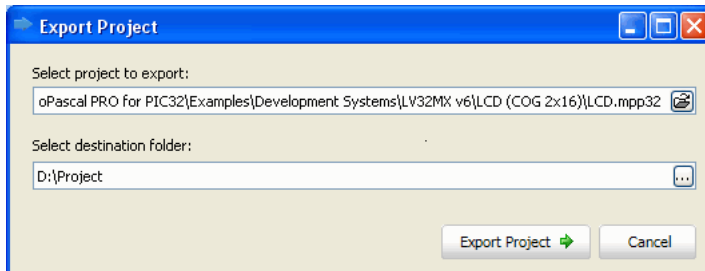 Export Project
Select project to export:
oPascal PRO for PIC32\Examples\Development Systems\LV32MX v6\LCD (COG 2x16)\LCD.mpp32
Select destination folder:
D:\Project
...
Export Project Cancel